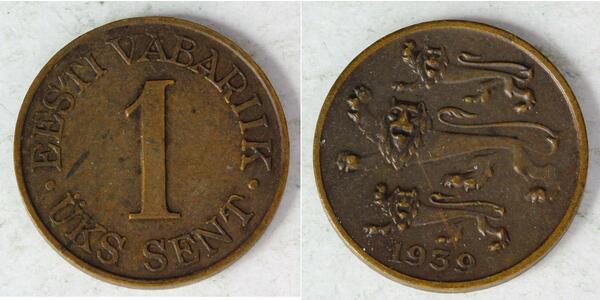 EESTI VABARIIK
1
ÜKS SENT
1939